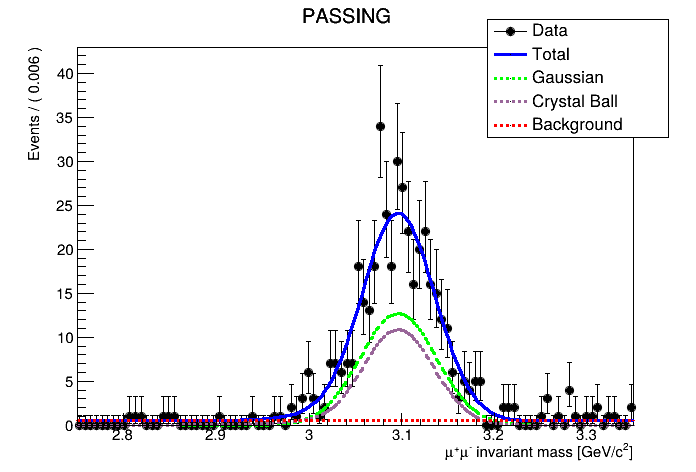 PASSING
Data
Total
Gaussian
Crystal Ball
Background
Events / ( 0.006 )
40
35
30
25
20
15
10
5
0
2.8 2.9 3 3.1 3.2 3.3
μ⁺μ⁻ invariant mass [GeV/c²]